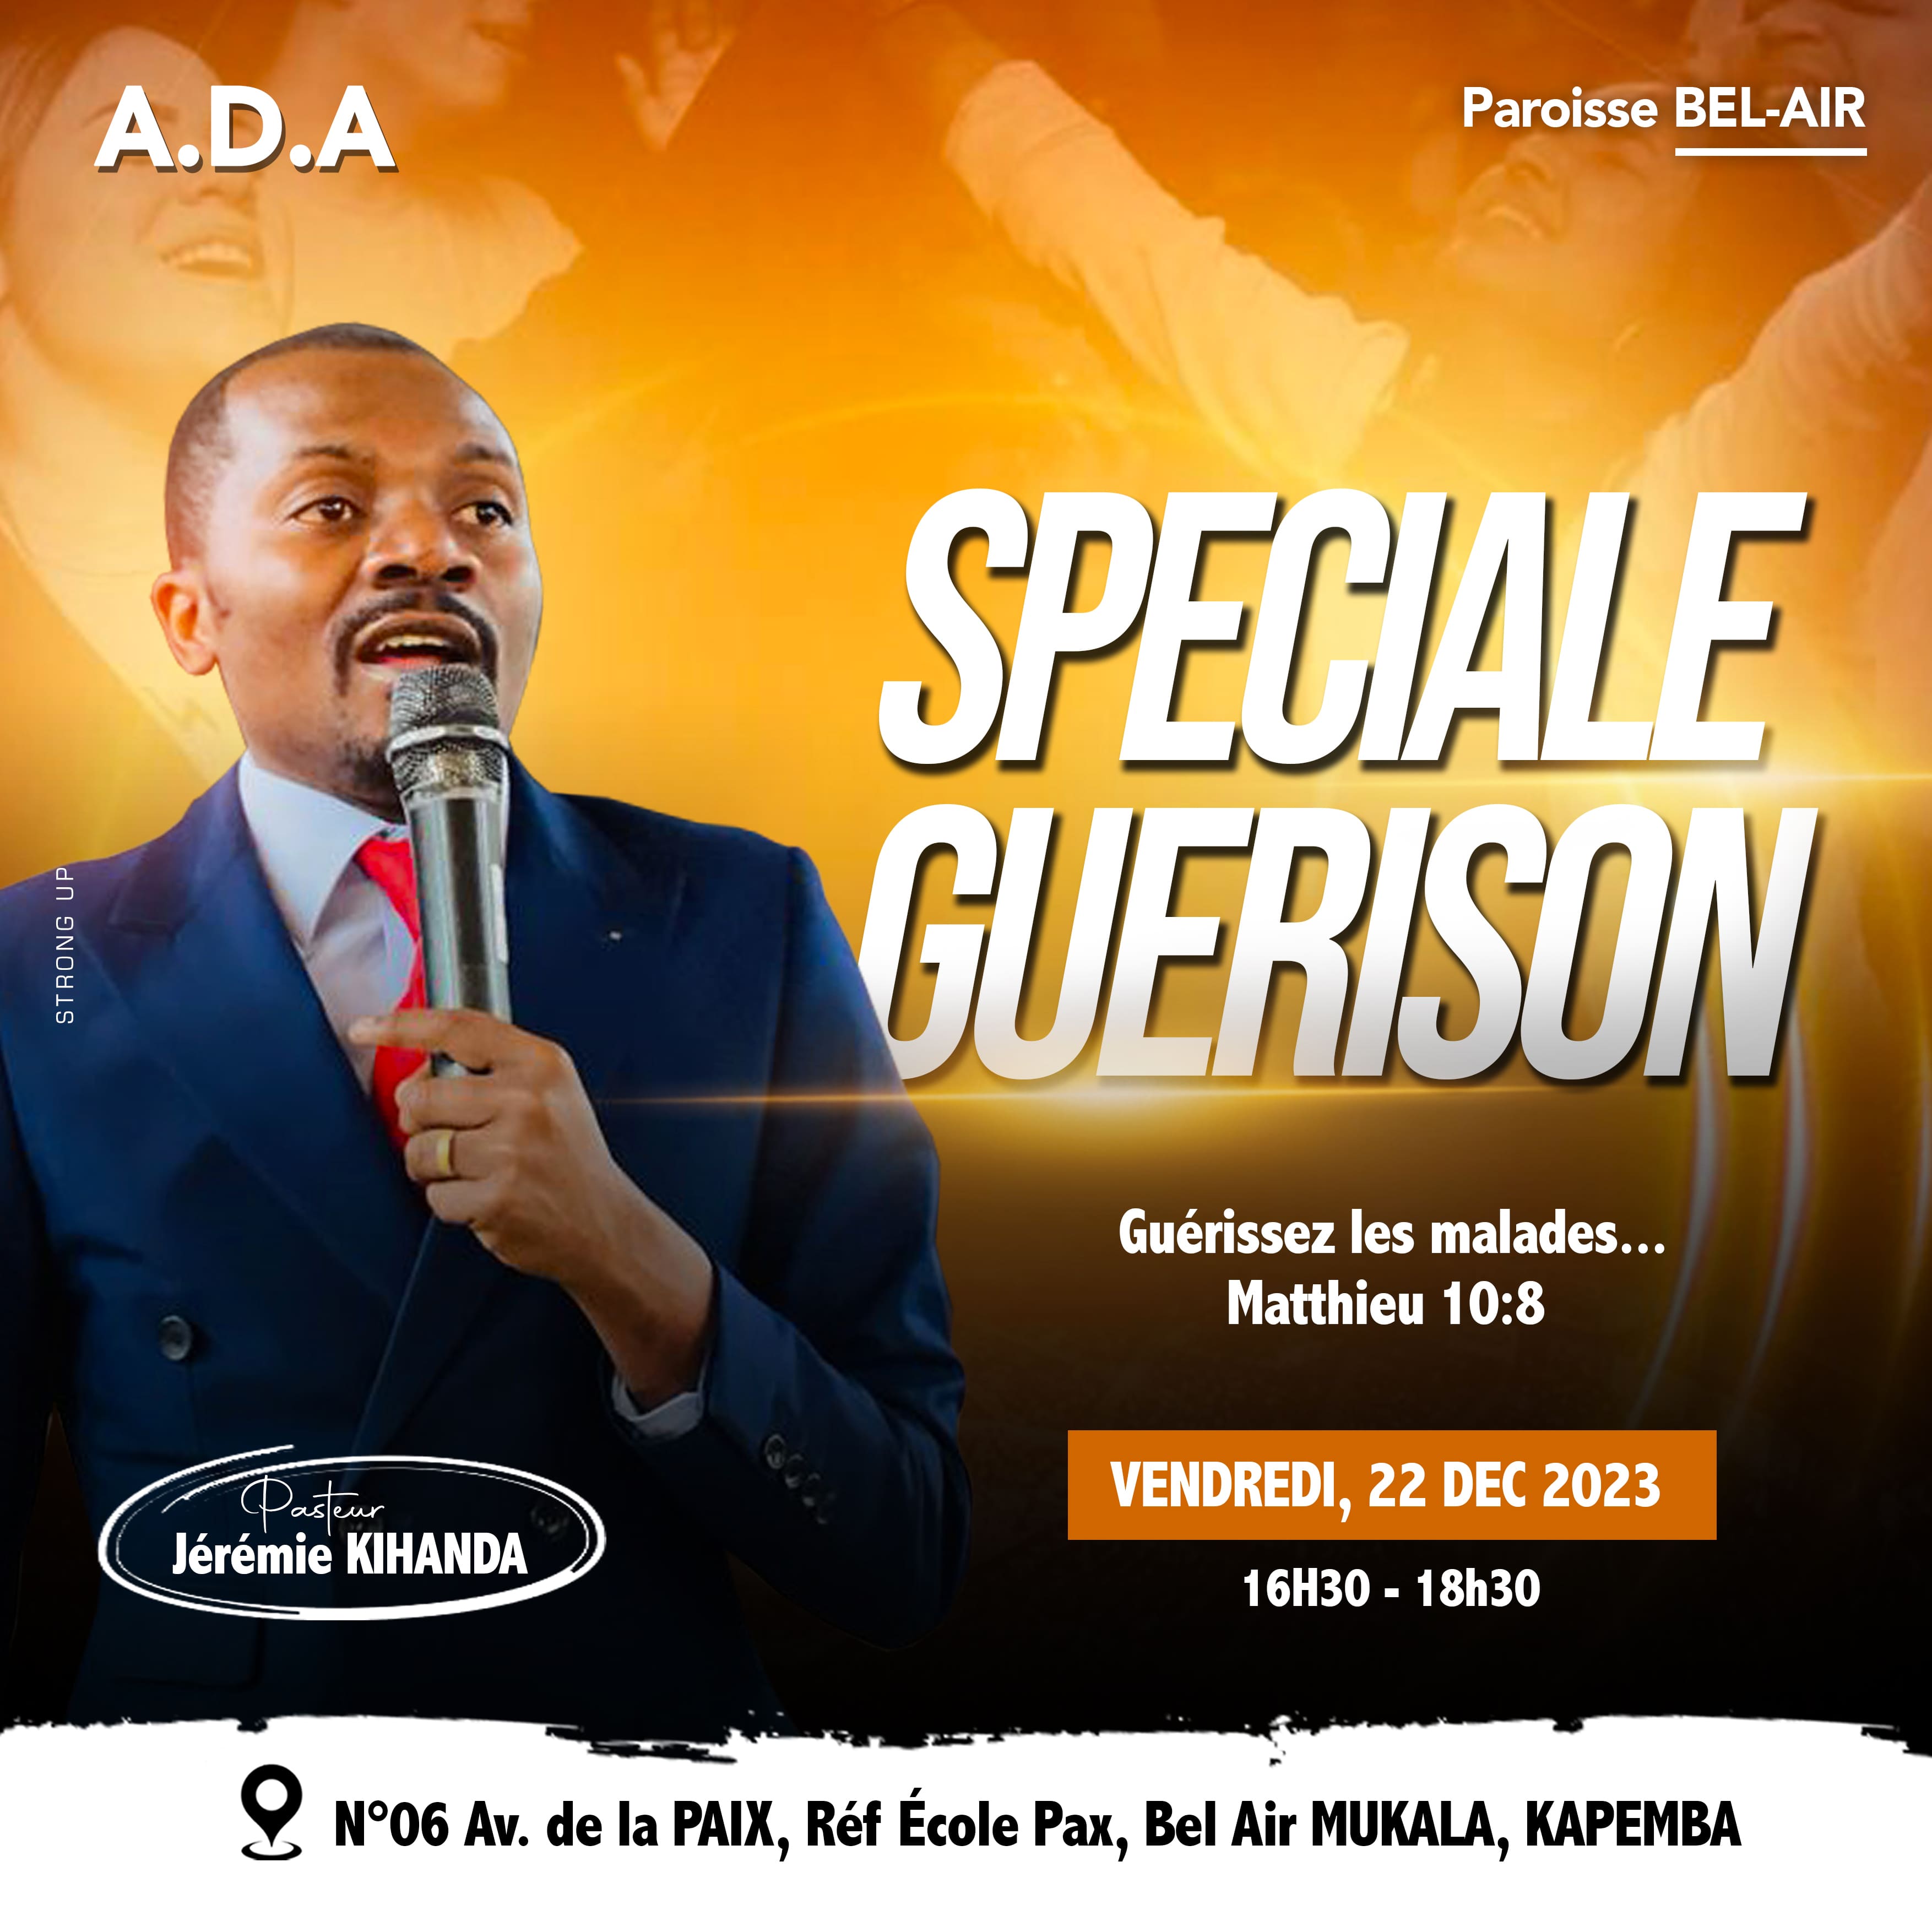 A.D.A
Paroisse BEL-AIR
SPECIALE
GUERISON
STRONG UP
Guérissez les malades...
Matthieu 10:8
VENDREDI, 22 DEC 2023
16H30 - 18h30
Pasteur
Jérémie KIHANDA
N°06 Av. de la PAIX, Réf École Pax, Bel Air MUKALA, KAPEMBA